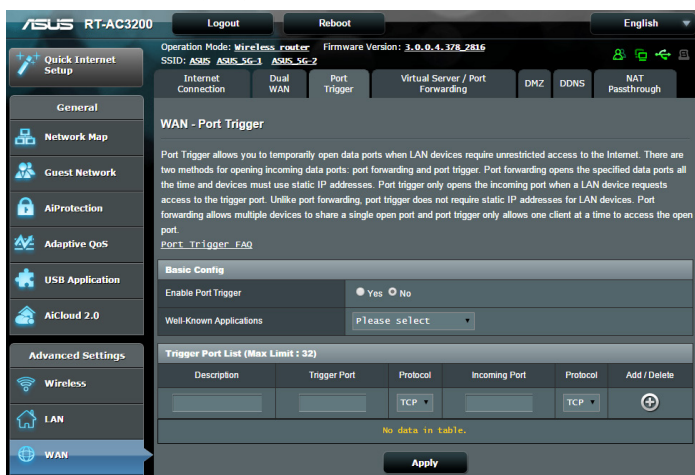 ASUS RT-AC3200
Logout
Reboot
English
Quick Internet Setup
Operation Mode: Wireless router Firmware Version: 3.0.0.4.378_2816
SSID: ASUS ASUS_5G-1 ASUS_5G-2
Internet Connection
Dual WAN
Port Trigger
Virtual Server / Port Forwarding
DMZ
DDNS
NAT Passthrough
General
Network Map
Guest Network
AiProtection
Adaptive QoS
USB Application
AiCloud 2.0
Advanced Settings
Wireless
LAN
WAN
WAN - Port Trigger
Port Trigger allows you to temporarily open data ports when LAN devices require unrestricted access to the Internet. There are
two methods for opening incoming data ports: port forwarding and port trigger. Port forwarding opens the specified data ports all
the time and devices must use static IP addresses. Port trigger only opens the incoming port when a LAN device requests
access to the trigger port. Unlike port forwarding, port trigger does not require static IP addresses for LAN devices. Port
forwarding allows multiple devices to share a single open port and port trigger only allows one client at a time to access the open
port.
Port Trigger FAQ
Basic Config
Enable Port Trigger Yes No
Well-Known Applications Please select
Trigger Port List (Max Limit : 32)
Description Trigger Port Protocol Incoming Port Protocol Add / Delete
TCP TCP
No data in table.
Apply